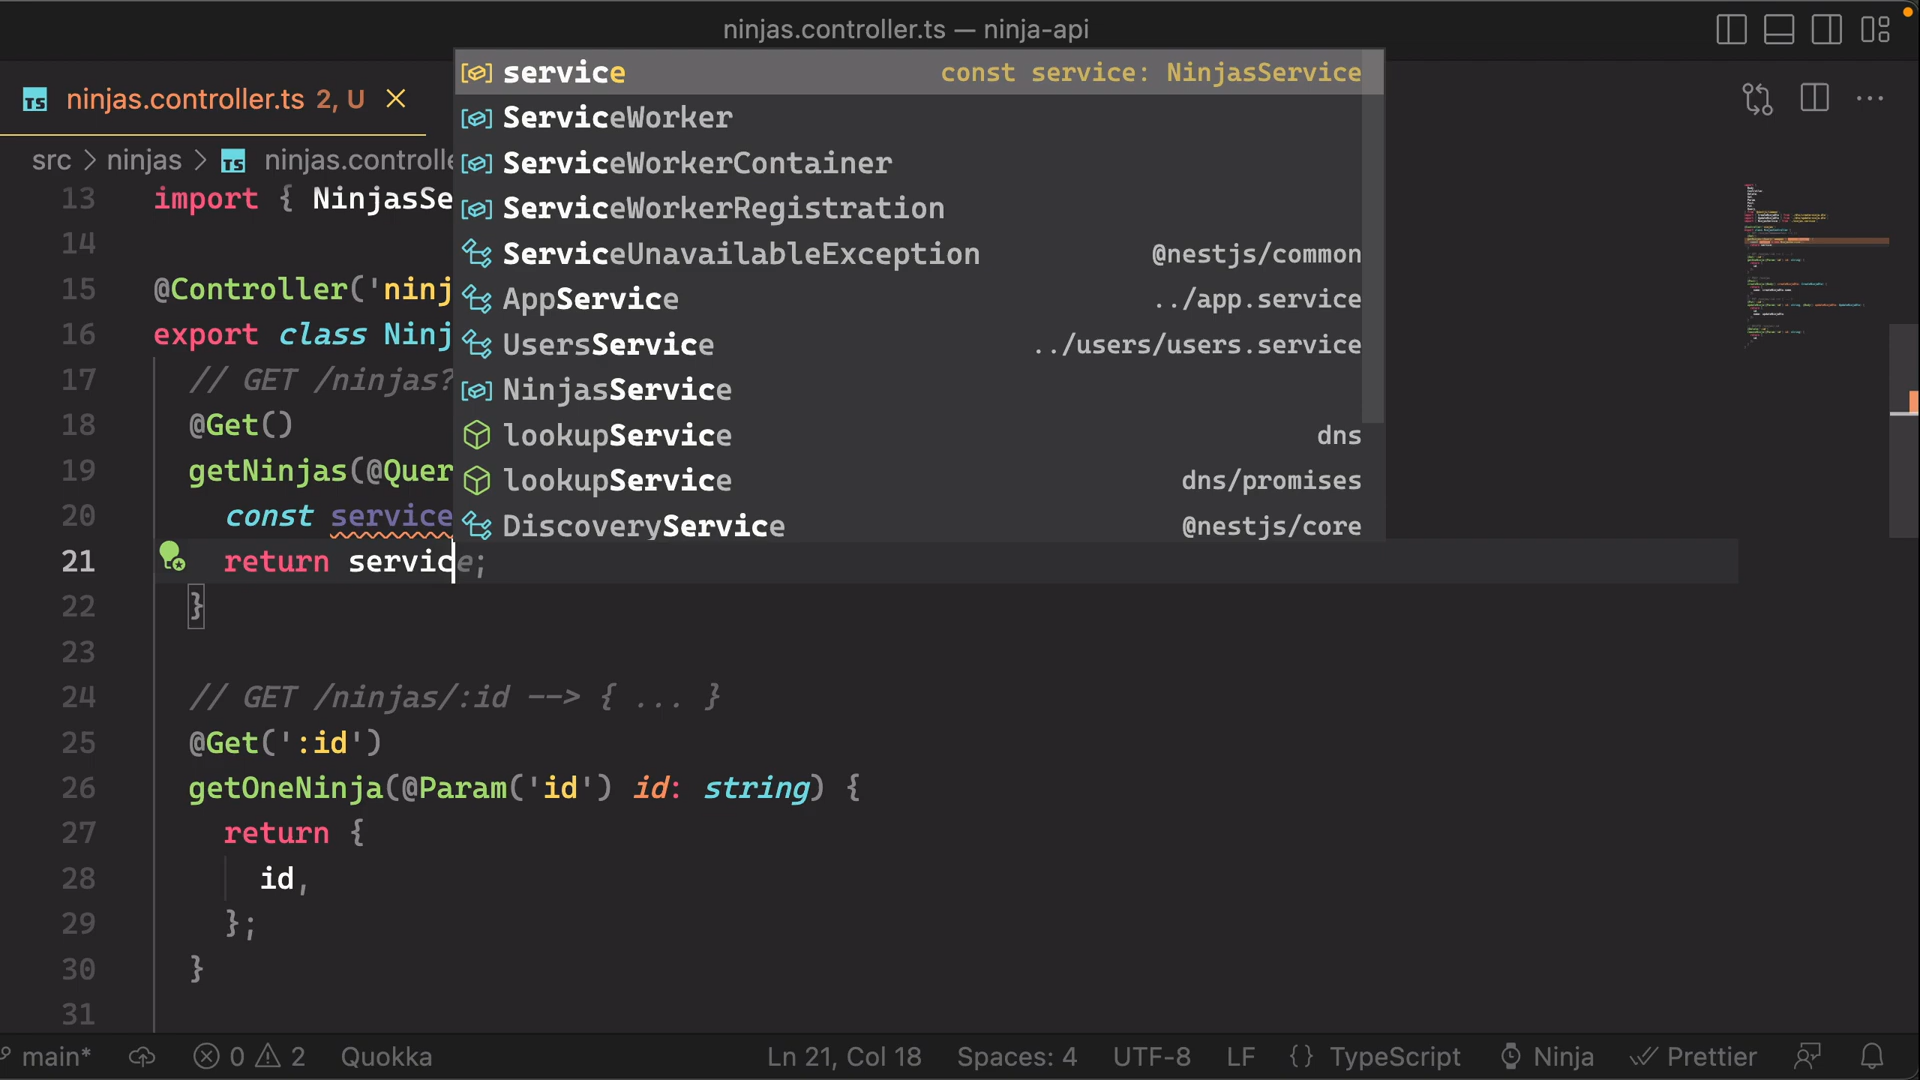 ninjas.controller.ts — ninja-api
TS ninjas.controller.ts 2, U
src > ninjas > TS ninjas.controlle
service const service: NinjasService
ServiceWorker
ServiceWorkerContainer
ServiceWorkerRegistration
ServiceUnavailableException @nestjs/common
AppService ../app.service
UsersService ../users/users.service
NinjasService
lookupService dns
lookupService dns/promises
DiscoveryService @nestjs/core
13 import { NinjasSe
14
15 @Controller('ninj
16 export class Ninj
17 // GET /ninjas?
18 @Get()
19 getNinjas(@Quer
20 const service
21 return service;
22 }
23
24 // GET /ninjas/:id --> { ... }
25 @Get(':id')
26 getOneNinja(@Param('id') id: string) {
27 return {
28 id,
29 };
30 }
31
main* 0 2 Quokka Ln 21, Col 18 Spaces: 4 UTF-8 LF {} TypeScript Ninja Prettier